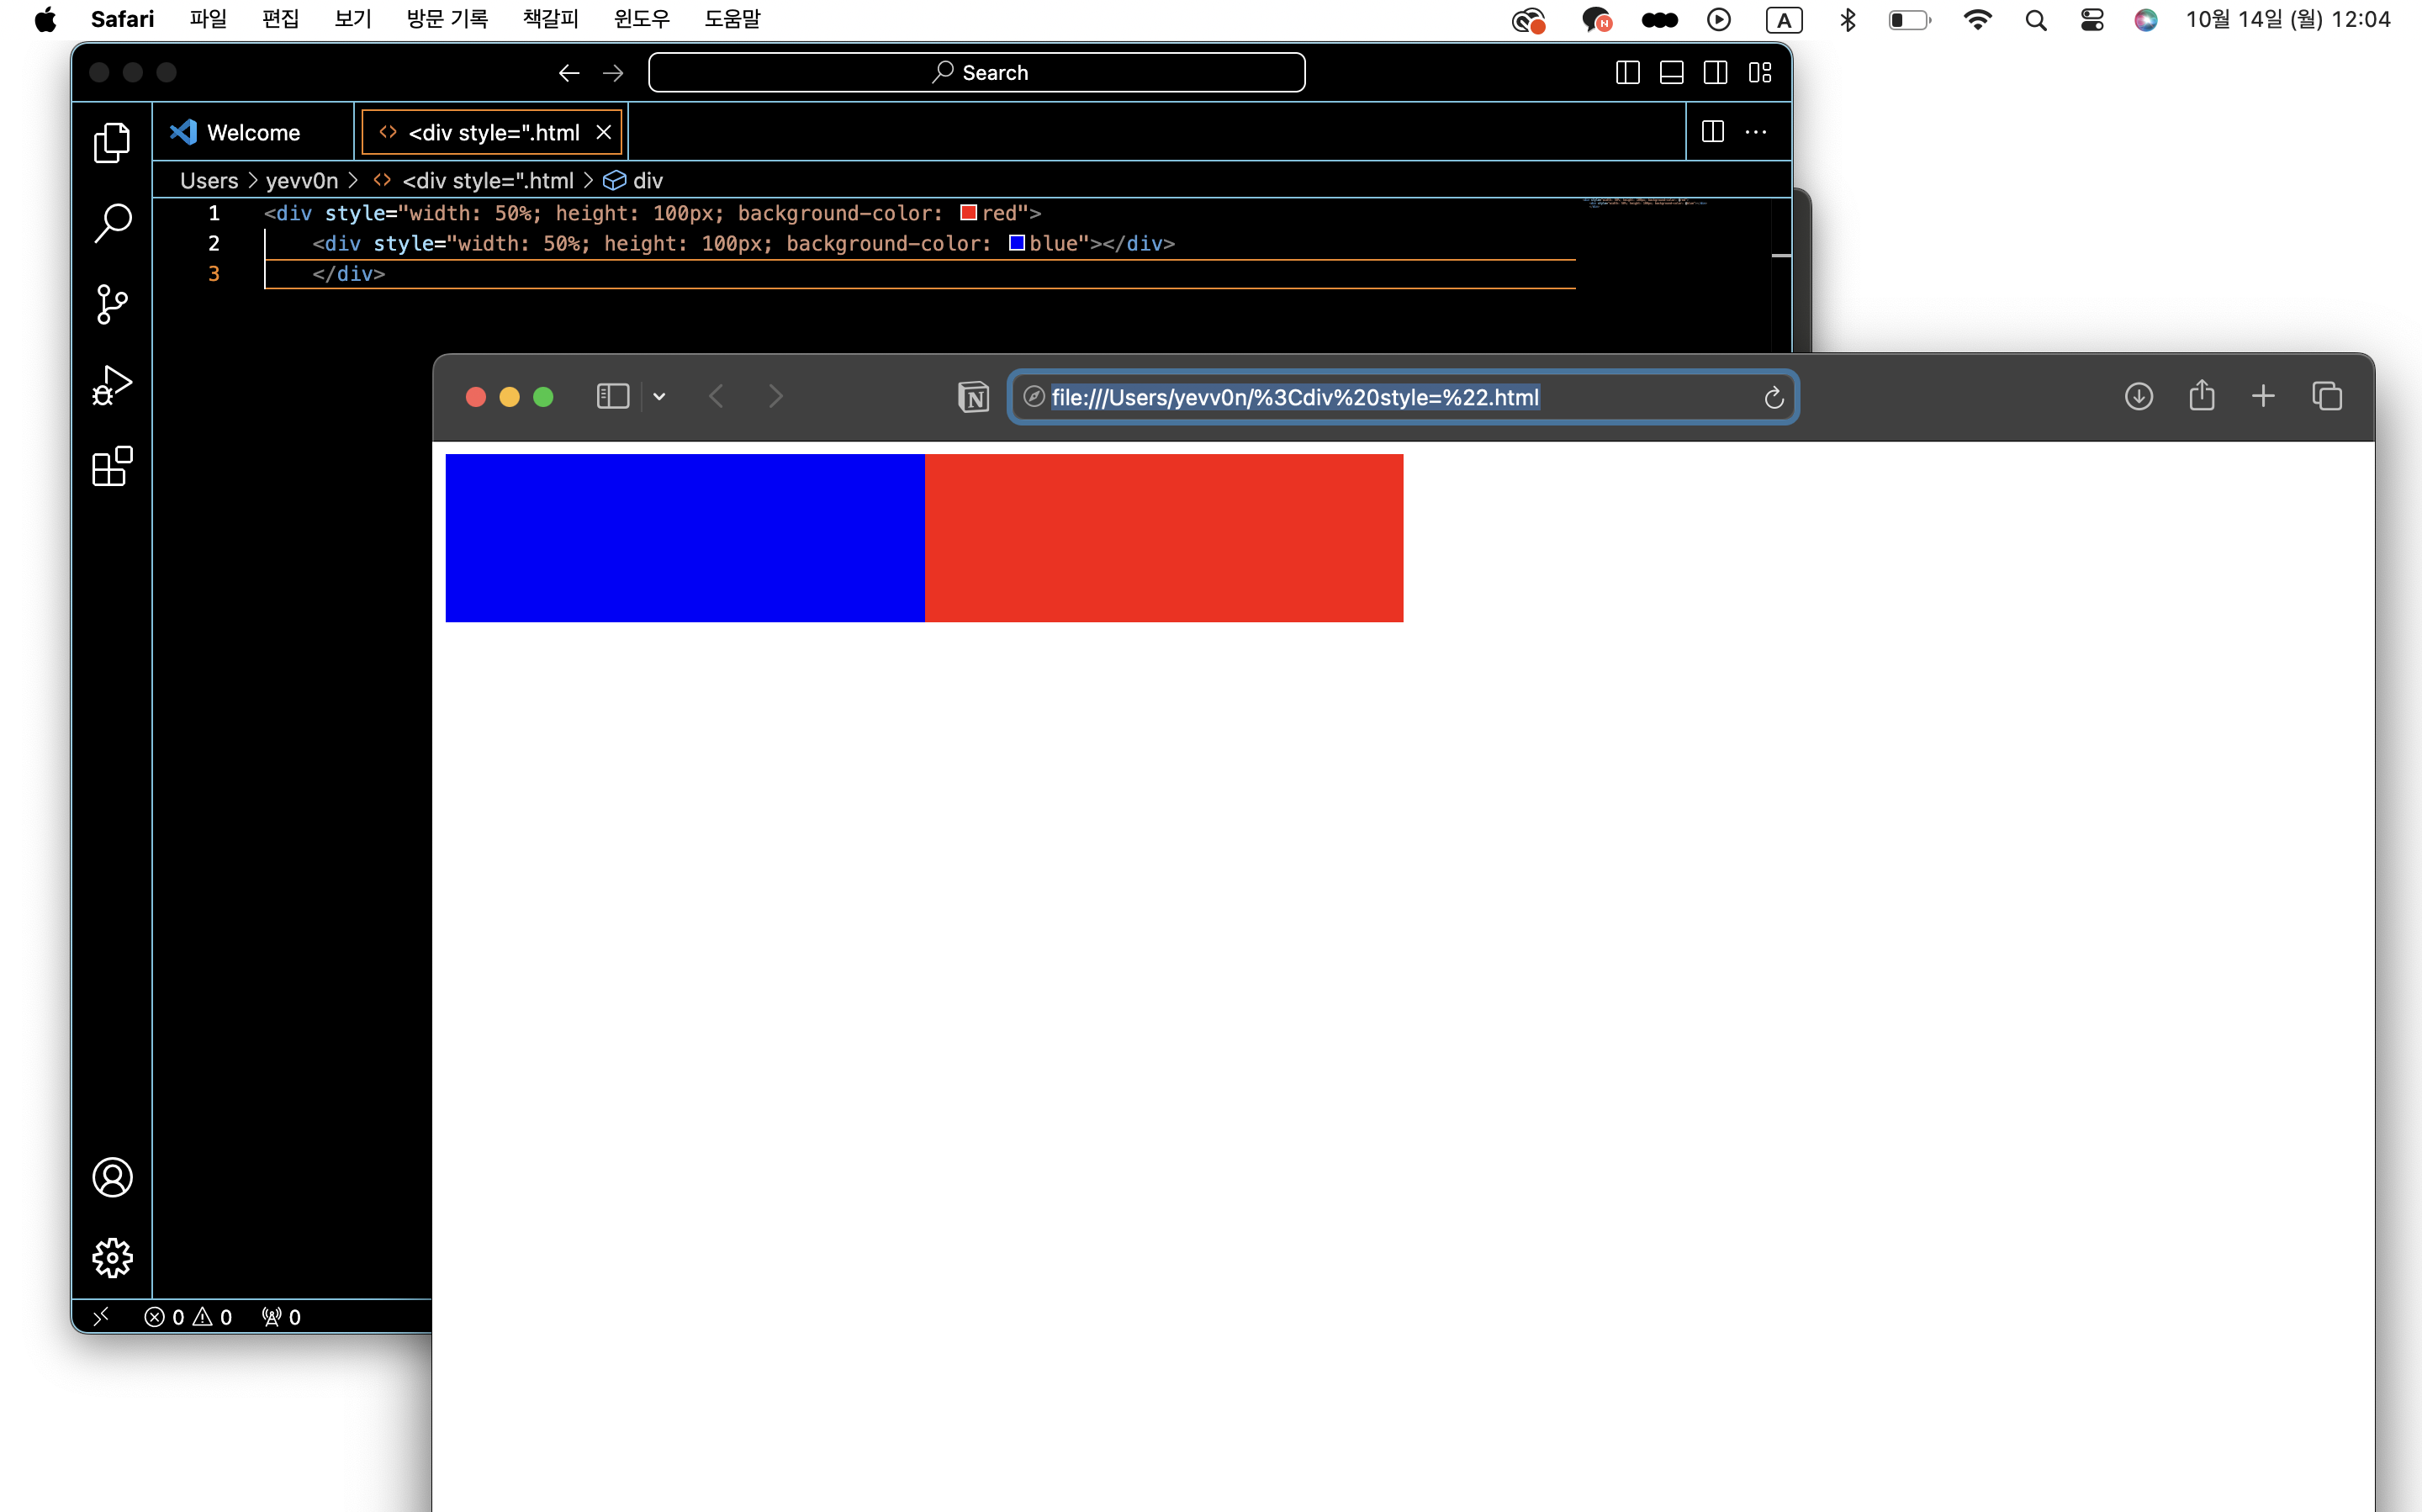 Safari 파일 편집 보기 방문 기록 책갈피 윈도우 도움말 N A 10월 14일 (월) 12:04
Search
Welcome <> <div style=".html
Users > yevv0n > <> <div style=".html > div
1 <div style="width: 50%; height: 100px; background-color: red">
2 <div style="width: 50%; height: 100px; background-color: blue"></div>
3 </div>
N file:///Users/yevv0n/%3Cdiv%20style=%22.html
0 0 0